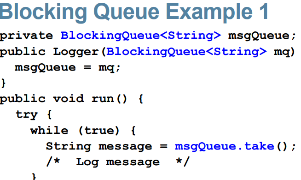 Blocking Queue Example 1
private BlockingQueue<String> msgQueue;
public Logger(BlockingQueue<String> mq)
msgQueue = mq;
}
public void run() {
try {
while (true) {
String message = msgQueue.take();
/* Log message */
}